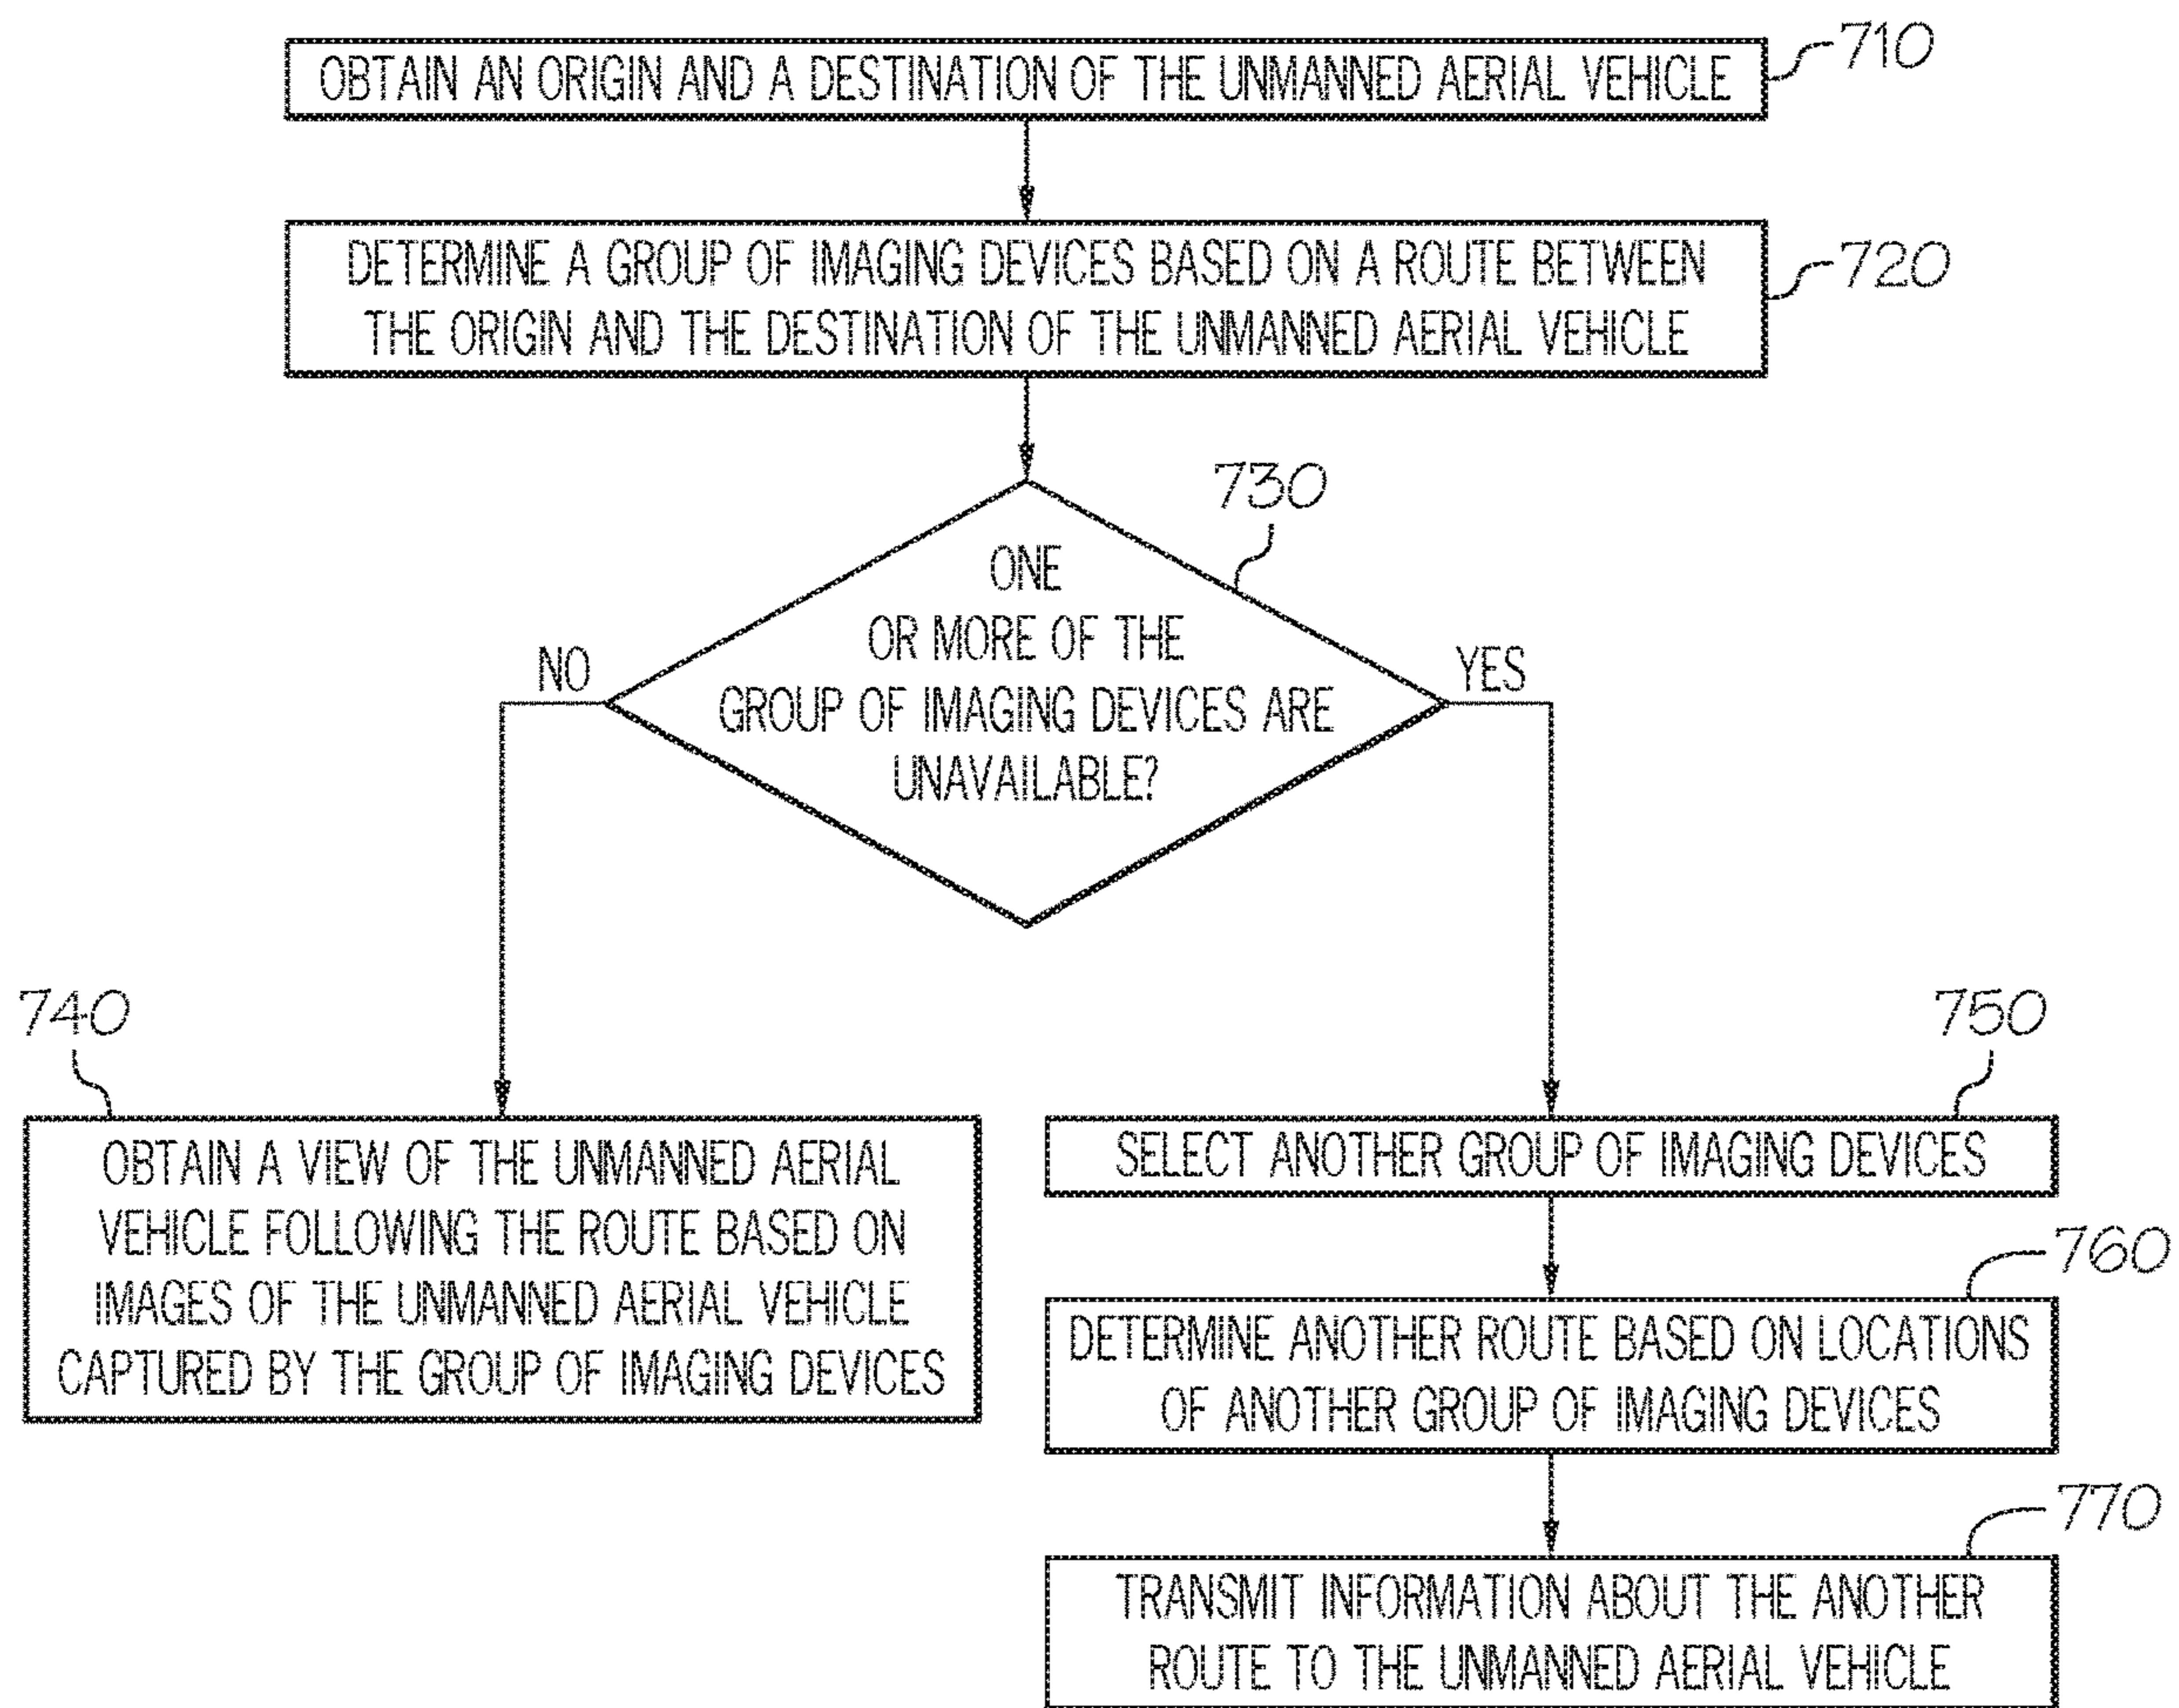 OBTAIN AN ORIGIN AND A DESTINATION OF THE UNMANNED AERIAL VEHICLE
710
DETERMINE A GROUP OF IMAGING DEVICES BASED ON A ROUTE BETWEEN
THE ORIGIN AND THE DESTINATION OF THE UNMANNED AERIAL VEHICLE
720
730
ONE
OR MORE OF THE
GROUP OF IMAGING DEVICES ARE
UNAVAILABLE?
NO
YES
740
OBTAIN A VIEW OF THE UNMANNED AERIAL
VEHICLE FOLLOWING THE ROUTE BASED ON
IMAGES OF THE UNMANNED AERIAL VEHICLE
CAPTURED BY THE GROUP OF IMAGING DEVICES
750
SELECT ANOTHER GROUP OF IMAGING DEVICES
760
DETERMINE ANOTHER ROUTE BASED ON LOCATIONS
OF ANOTHER GROUP OF IMAGING DEVICES
770
TRANSMIT INFORMATION ABOUT THE ANOTHER
ROUTE TO THE UNMANNED AERIAL VEHICLE